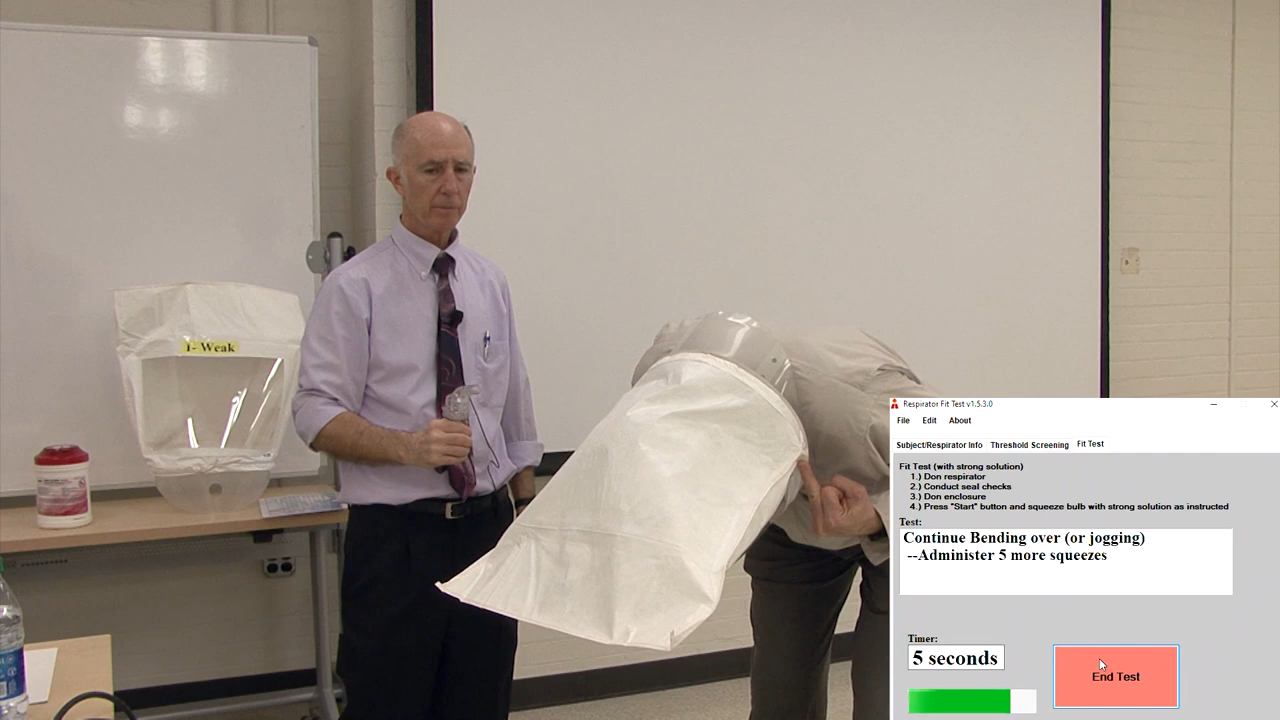 1- Weak
Respirator Fit Test v1.5.3.0
File Edit About
Subject/Respirator Info Threshold Screening Fit Test
Fit Test (with strong solution)
1.) Don respirator
2.) Conduct seal checks
3.) Don enclosure
4.) Press "Start" button and squeeze bulb with strong solution as instructed
Test:
Continue Bending over (or jogging)
--Administer 5 more squeezes
Timer:
5 seconds
End Test